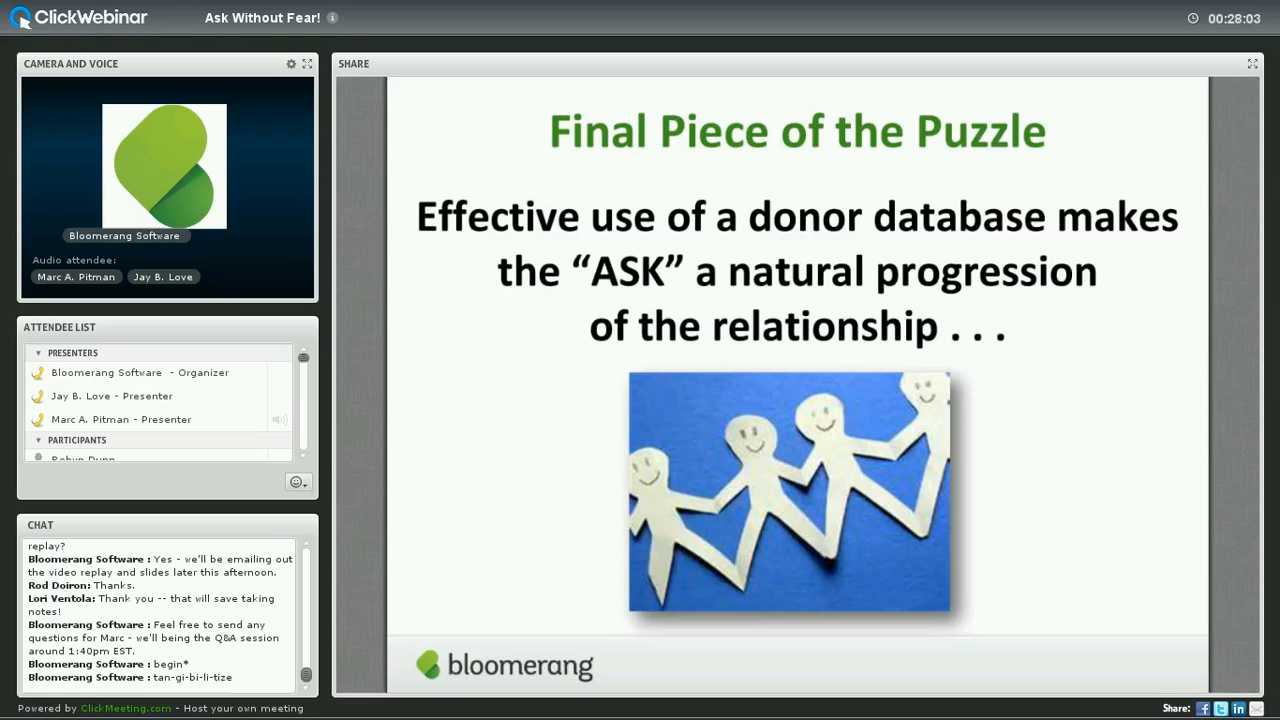 ClickWebinar
Ask Without Fear!
00:28:03
CAMERA AND VOICE
Bloomerang Software
Audio attendee:
Marc A. Pitman
Jay B. Love
ATTENDEE LIST
PRESENTERS
Bloomerang Software - Organizer
Jay B. Love - Presenter
Marc A. Pitman - Presenter
PARTICIPANTS
Robyn Dunn
CHAT
replay?
Bloomerang Software : Yes - we'll be emailing out
the video replay and slides later this afternoon.
Rod Doiron: Thanks.
Lori Ventola: Thank you -- that will save taking
notes!
Bloomerang Software : Feel free to send any
questions for Marc - we'll being the Q&A session
around 1:40pm EST.
Bloomerang Software : begin*
Bloomerang Software : tan-gi-bi-li-tize
SHARE
Final Piece of the Puzzle
Effective use of a donor database makes
the “ASK” a natural progression
of the relationship . . .
bloomerang
Powered by ClickMeeting.com - Host your own meeting
Share: